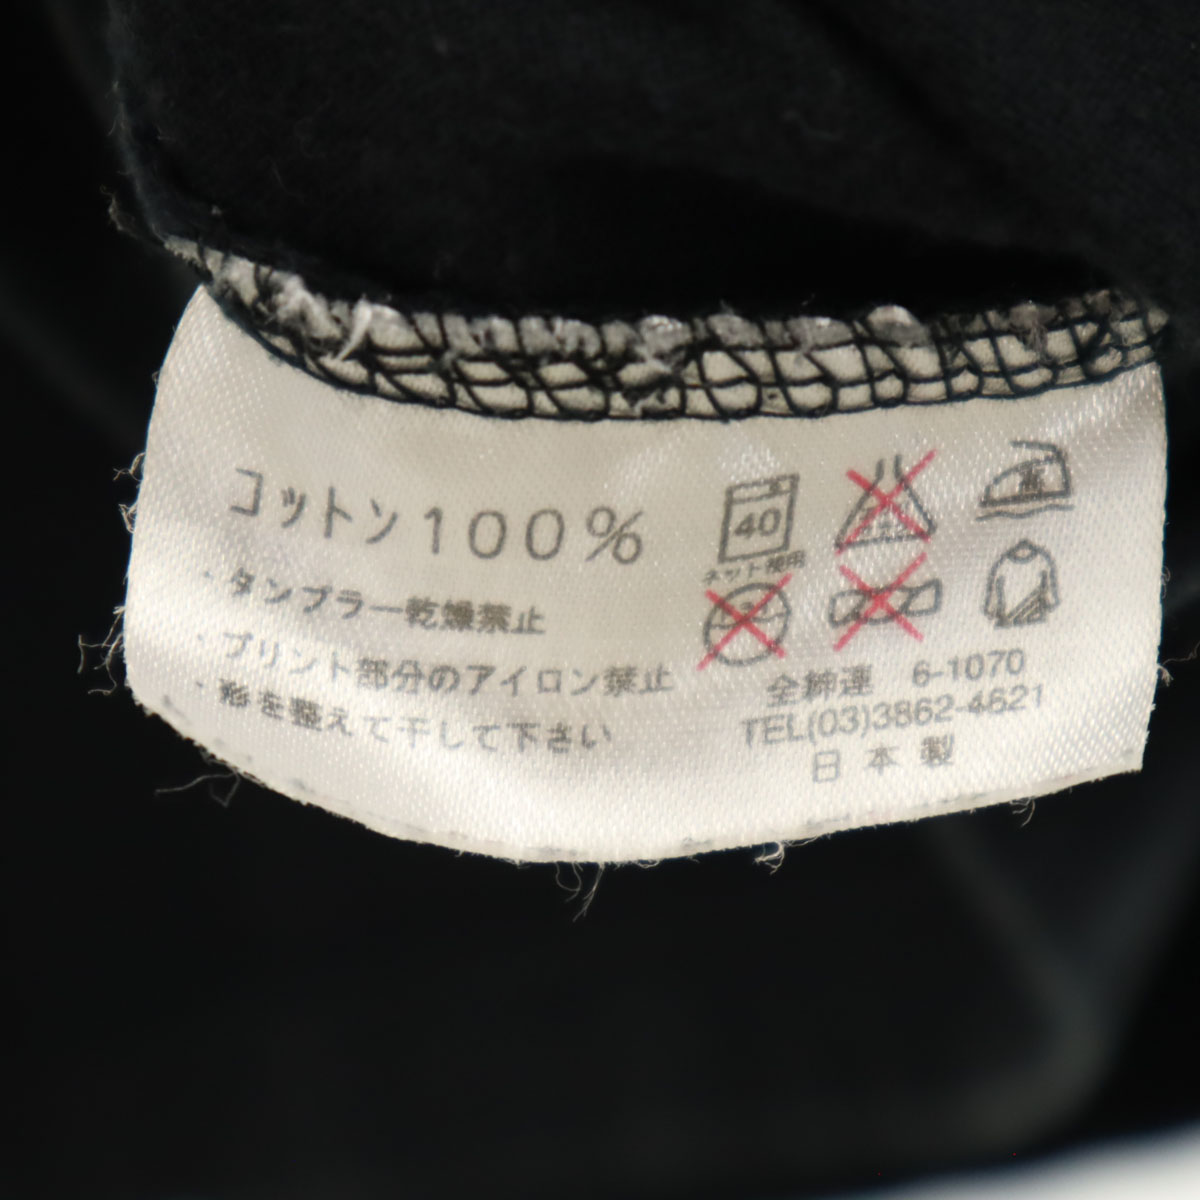 コットン100%
・タンブラー乾燥禁止
・プリント部分のアイロン禁止
・形を整えて干して下さい
40
ネット使用
全紳連 6-1070
TEL(03)3862-4621
日本製